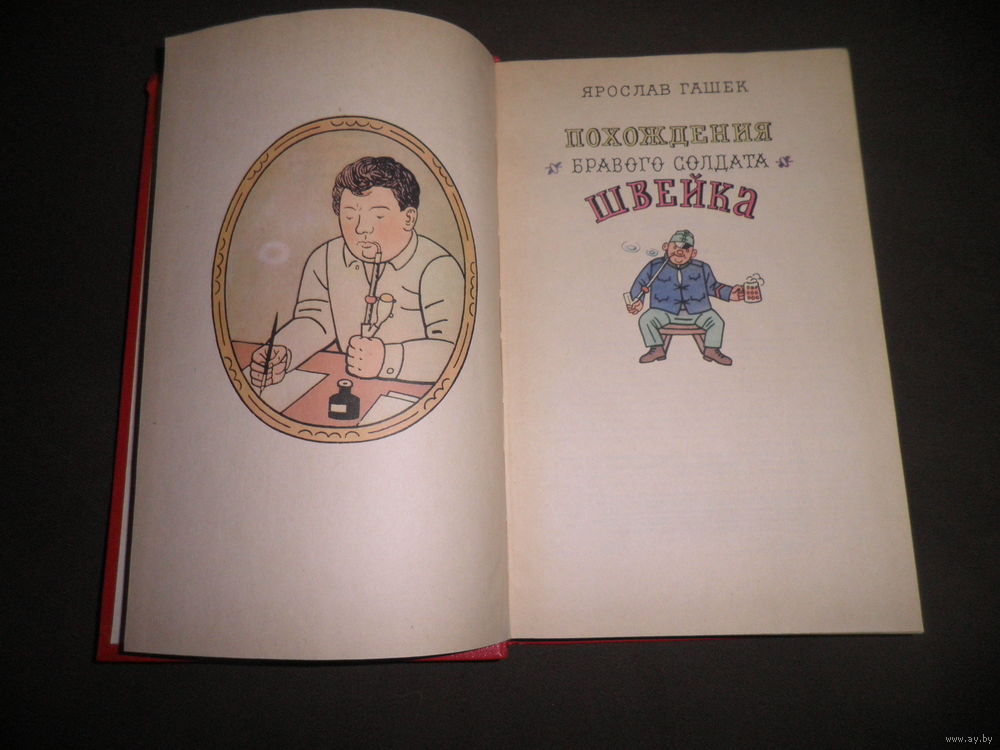 ЯРОСЛАВ ГАШЕК
ПОХОЖДЕНИЯ
БРАВОГО СОЛДАТА
ШВЕЙКА
www.ay.by